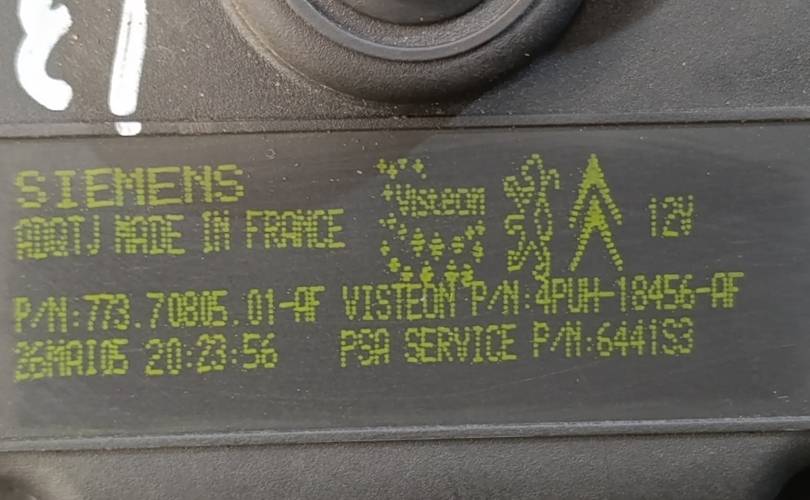 SIEMENS
ADQTJ MADE IN FRANCE
Visteon
12V
P/N:773.70805.01-AF VISTEON P/N:4PUH-18456-AF
26MAI05 20:23:56 PSA SERVICE P/N:6441S3